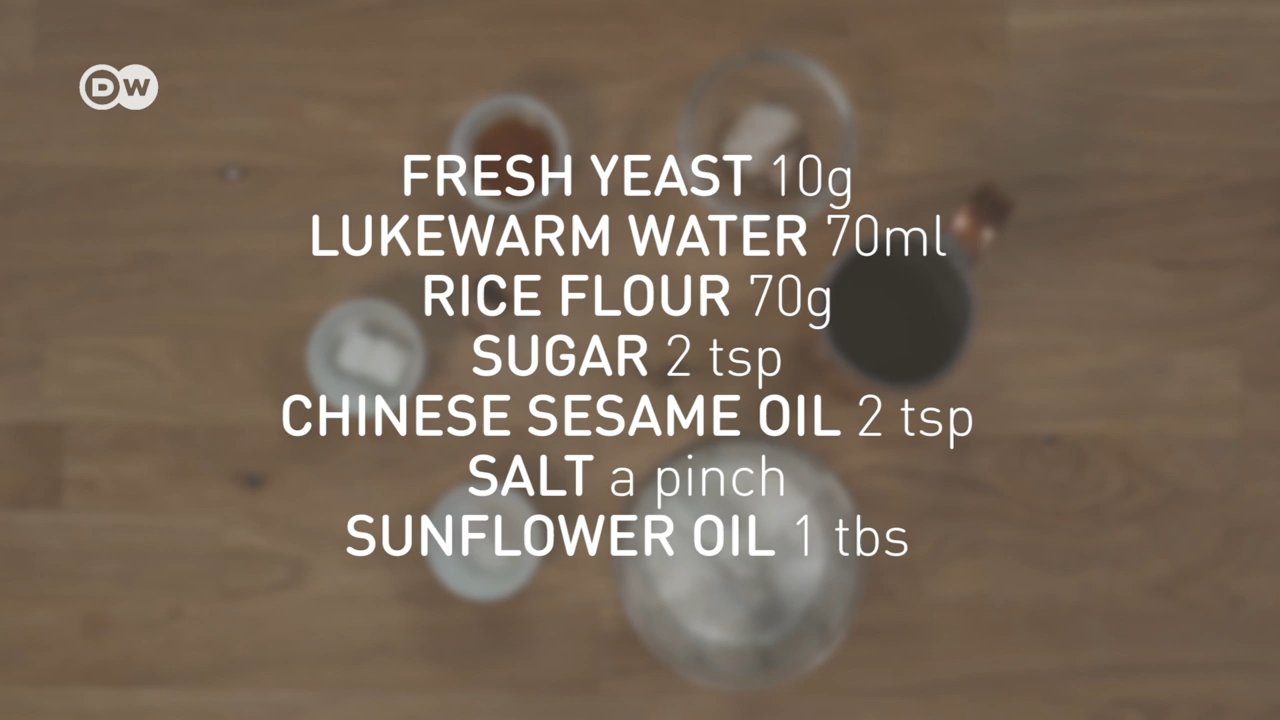 DW
FRESH YEAST 10g
LUKEWARM WATER 70ml
RICE FLOUR 70g
SUGAR 2 tsp
CHINESE SESAME OIL 2 tsp
SALT a pinch
SUNFLOWER OIL 1 tbs